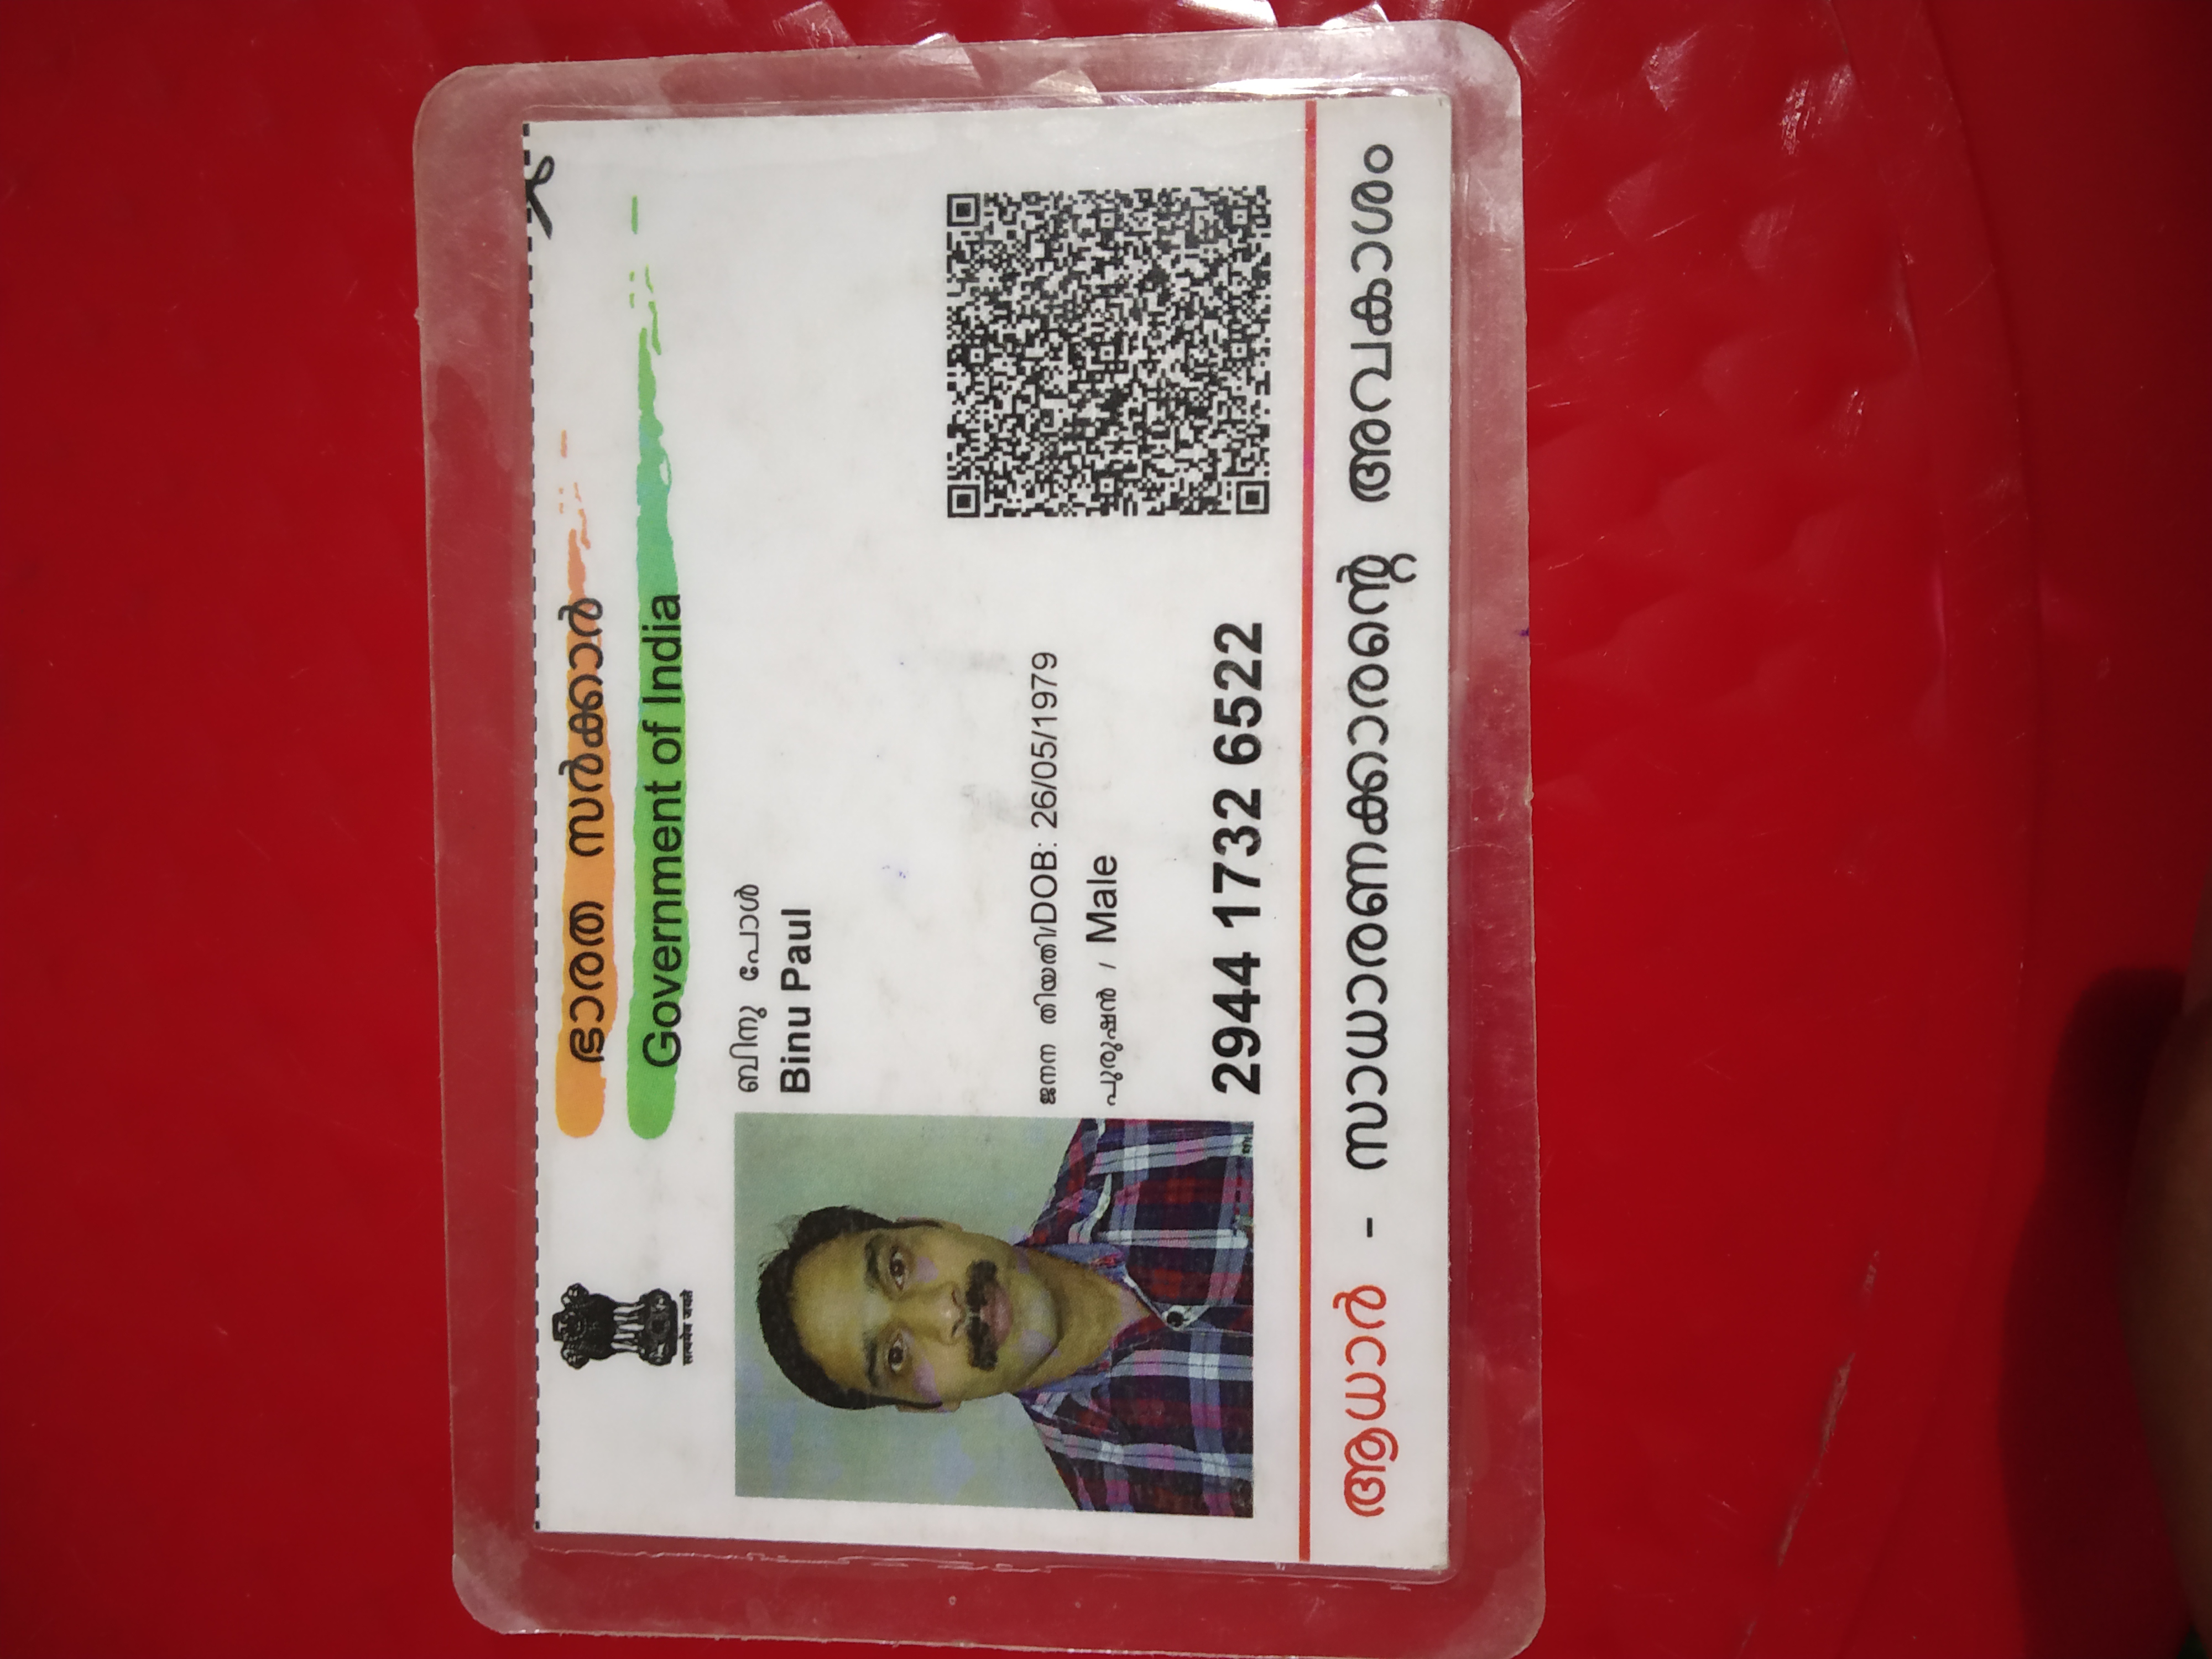 ഭാരത സർക്കാർ
Government of India
सत्यमेव जयते
ബിനു പോൾ
Binu Paul
ജനന തിയതി/DOB: 26/05/1979
പുരുഷൻ / Male
2944 1732 6522
ആധാർ - സാധാരണക്കാരന്റെ അവകാശം